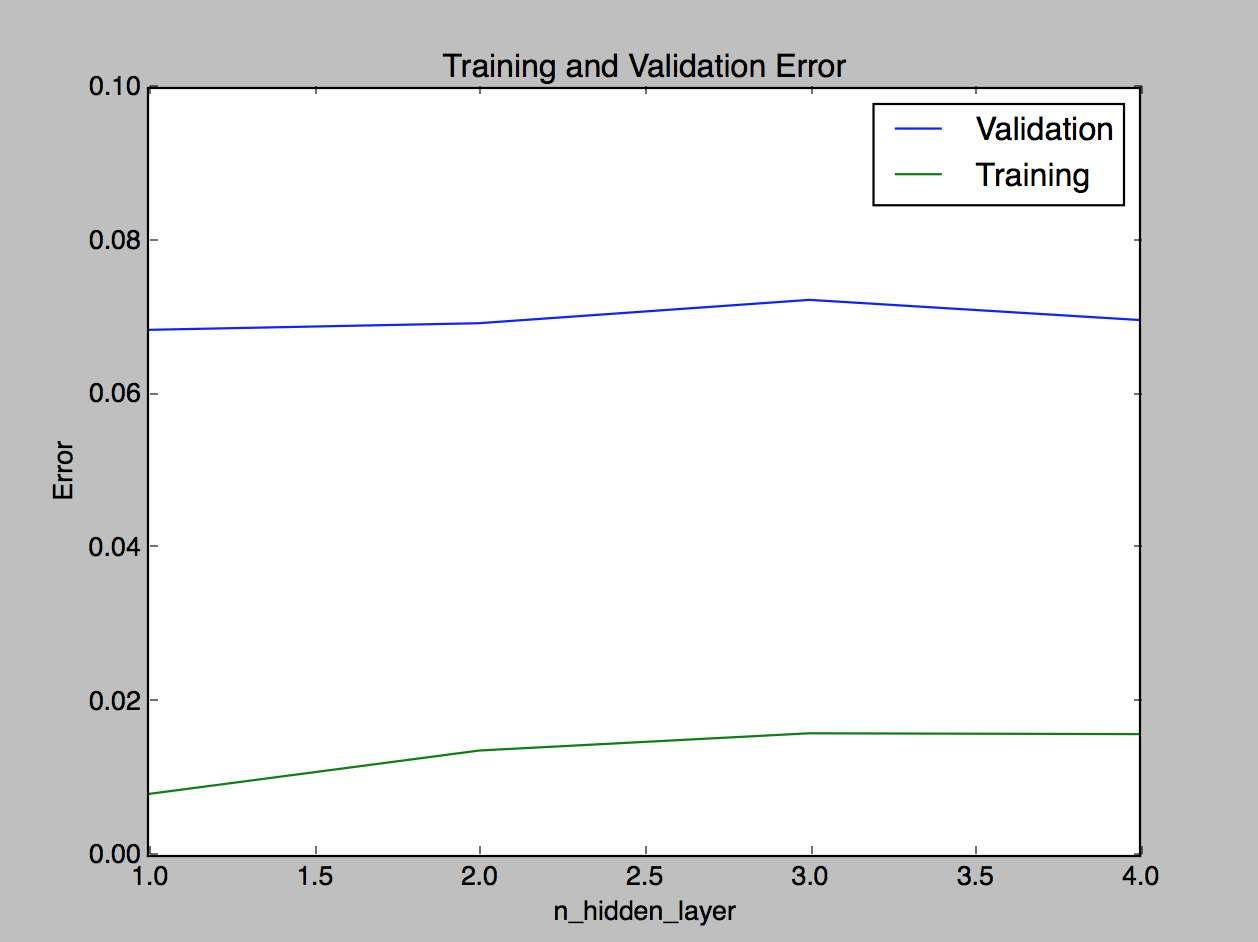 Training and Validation Error
0.10
Validation
Training
0.08
0.06
Error
0.04
0.02
0.00
1.0 1.5 2.0 2.5 3.0 3.5 4.0
n_hidden_layer